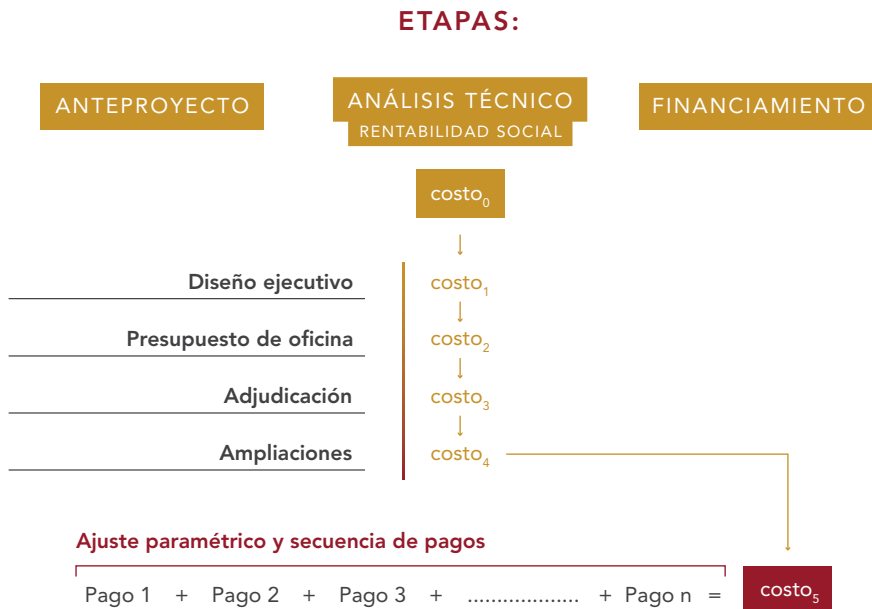 ETAPAS:
ANTEPROYECTO
ANÁLISIS TÉCNICO
RENTABILIDAD SOCIAL
FINANCIAMIENTO
costo₀
Diseño ejecutivo costo₁
Presupuesto de oficina costo₂
Adjudicación costo₃
Ampliaciones costo₄
Ajuste paramétrico y secuencia de pagos
Pago 1 + Pago 2 + Pago 3 + ................... + Pago n = costo₅